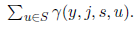 ∑_{u∈S} γ(y, j, s, u).